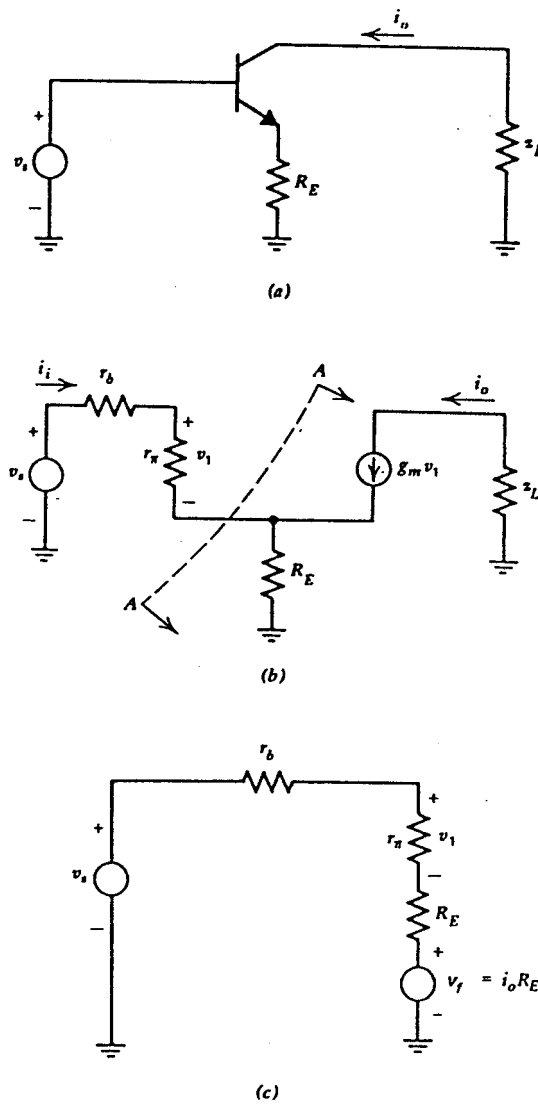 i_o
+
v_s
−
R_E
z_L
(a)
i_i
r_b
A
i_o
+
v_s
−
+
r_π v_1
−
g_m v_1
z_L
R_E
A
(b)
r_b
+
v_s
−
+
r_π v_1
−
R_E
+
v_f = i_o R_E
−
(c)